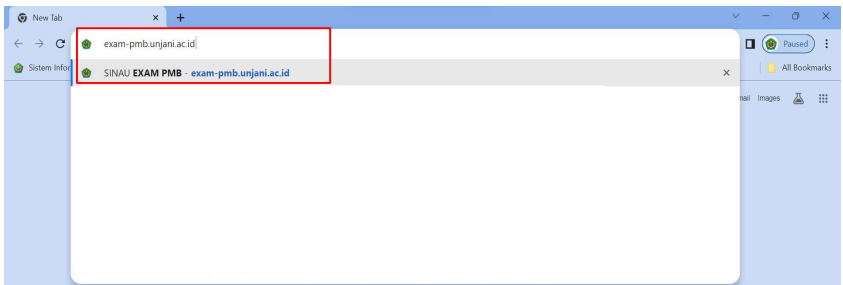 New Tab
exam-pmb.unjani.ac.id
Paused
Sistem Infor
SINAU EXAM PMB - exam-pmb.unjani.ac.id
All Bookmarks
Images